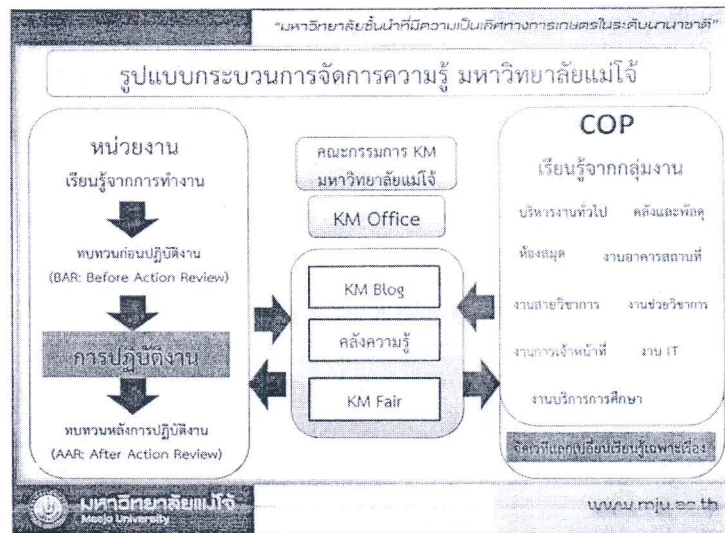 "มหาวิทยาลัยชั้นนำที่มีความเป็นเลิศทางการเกษตรในระดับนานาชาติ"
รูปแบบกระบวนการจัดการความรู้ มหาวิทยาลัยแม่โจ้
หน่วยงาน
เรียนรู้จากการทำงาน
ทบทวนก่อนปฏิบัติงาน
(BAR: Before Action Review)
การปฏิบัติงาน
ทบทวนหลังการปฏิบัติงาน
(AAR: After Action Review)
คณะกรรมการ KM
มหาวิทยาลัยแม่โจ้
KM Office
KM Blog
คลังความรู้
KM Fair
COP
เรียนรู้จากกลุ่มงาน
บริหารงานทั่วไป คลังและพัสดุ
ห้องสมุด งานอาคารสถานที่
งานสายวิชาการ งานช่วยวิชาการ
งานการเจ้าหน้าที่ งาน IT
งานบริการการศึกษา
จัดเวทีแลกเปลี่ยนเรียนรู้เฉพาะเรื่อง
มหาวิทยาลัยแม่โจ้
Maejo University
www.mju.ac.th